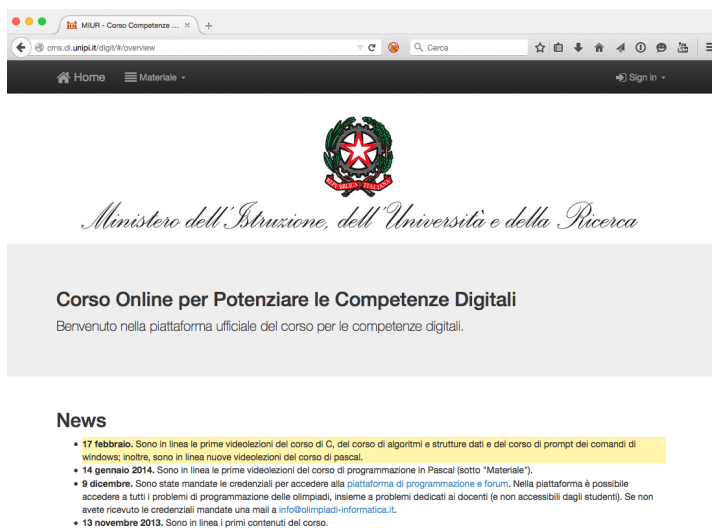 MIUR - Corso Competenze ...
cms.di.unipi.it/digit/#/overview
Cerca
Home
Materiale
Sign in
REPVBBLICA ITALIANA
Ministero dell'Istruzione, dell'Università e della Ricerca
Corso Online per Potenziare le Competenze Digitali
Benvenuto nella piattaforma ufficiale del corso per le competenze digitali.
News
17 febbraio. Sono in linea le prime videolezioni del corso di C, del corso di algoritmi e strutture dati e del corso di prompt dei comandi di
windows; inoltre, sono in linea nuove videolezioni del corso di pascal.
14 gennaio 2014. Sono in linea le prime videolezioni del corso di programmazione in Pascal (sotto "Materiale").
9 dicembre. Sono state mandate le credenziali per accedere alla piattaforma di programmazione e forum. Nella piattaforma è possibile
accedere a tutti i problemi di programmazione delle olimpiadi, insieme a problemi dedicati ai docenti (e non accessibili dagli studenti). Se non
avete ricevuto le credenziali mandate una mail a info@olimpiadi-informatica.it.
13 novembre 2013. Sono in linea i primi contenuti del corso.